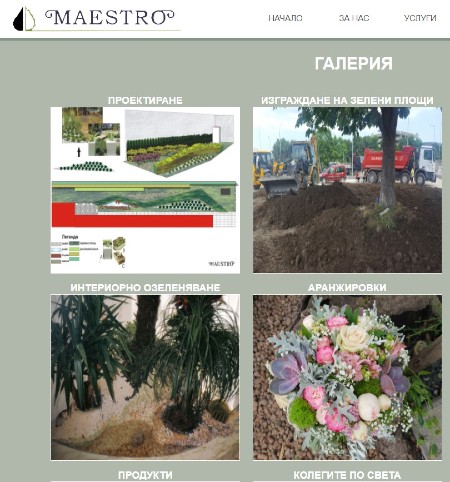 MAESTRO
НАЧАЛО ЗА НАС УСЛУГИ
ГАЛЕРИЯ
ПРОЕКТИРАНЕ ИЗГРАЖДАНЕ НА ЗЕЛЕНИ ПЛОЩИ
Легенда
MAESTRO
ИНТЕРИОРНО ОЗЕЛЕНЯВАНЕ АРАНЖИРОВКИ
ПРОДУКТИ КОЛЕГИТЕ ПО СВЕТА